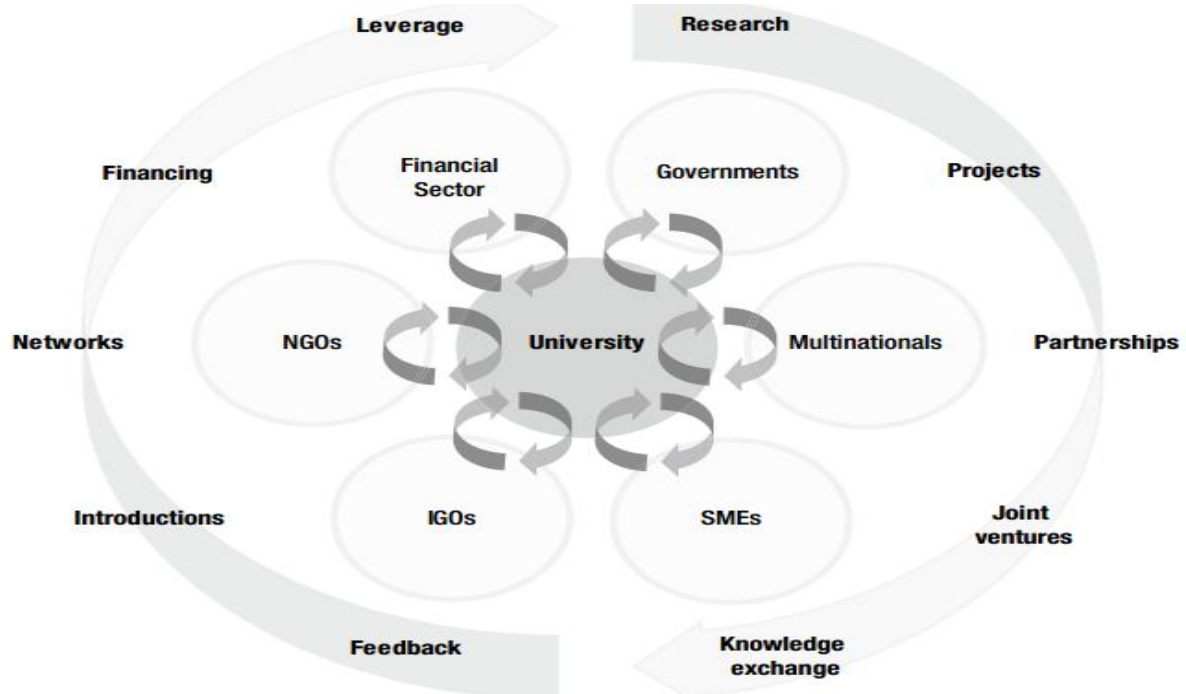 Leverage
Research
Financing
Financial
Sector
Governments
Projects
Networks
NGOs
University
Multinationals
Partnerships
Introductions
IGOs
SMEs
Joint
ventures
Feedback
Knowledge
exchange